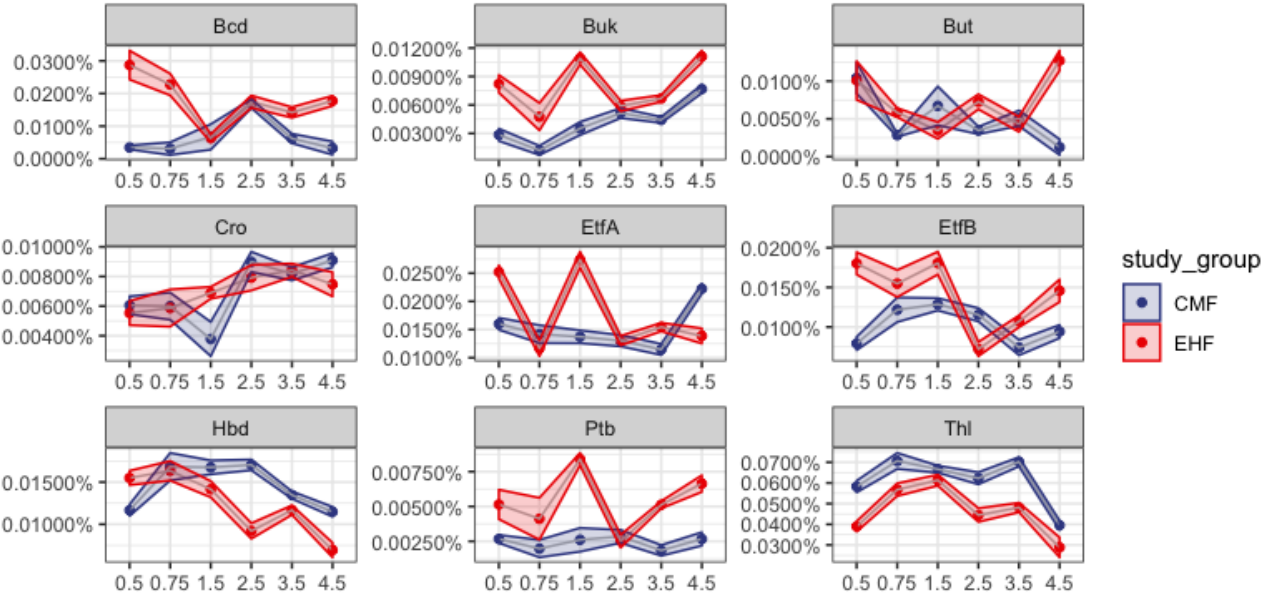 Bcd Buk But
0.0300% 0.0200% 0.0100% 0.0000%
0.01200% 0.00900% 0.00600% 0.00300%
0.0100% 0.0050% 0.0000%
0.5 0.75 1.5 2.5 3.5 4.5 0.5 0.75 1.5 2.5 3.5 4.5 0.5 0.75 1.5 2.5 3.5 4.5
Cro EtfA EtfB
0.01000% 0.00800% 0.00600% 0.00400%
0.0250% 0.0200% 0.0150% 0.0100%
0.0200% 0.0150% 0.0100%
0.5 0.75 1.5 2.5 3.5 4.5 0.5 0.75 1.5 2.5 3.5 4.5 0.5 0.75 1.5 2.5 3.5 4.5
Hbd Ptb Thl
0.01500% 0.01000%
0.00750% 0.00500% 0.00250%
0.0700% 0.0600% 0.0500% 0.0400% 0.0300%
0.5 0.75 1.5 2.5 3.5 4.5 0.5 0.75 1.5 2.5 3.5 4.5 0.5 0.75 1.5 2.5 3.5 4.5
study_group
CMF
EHF